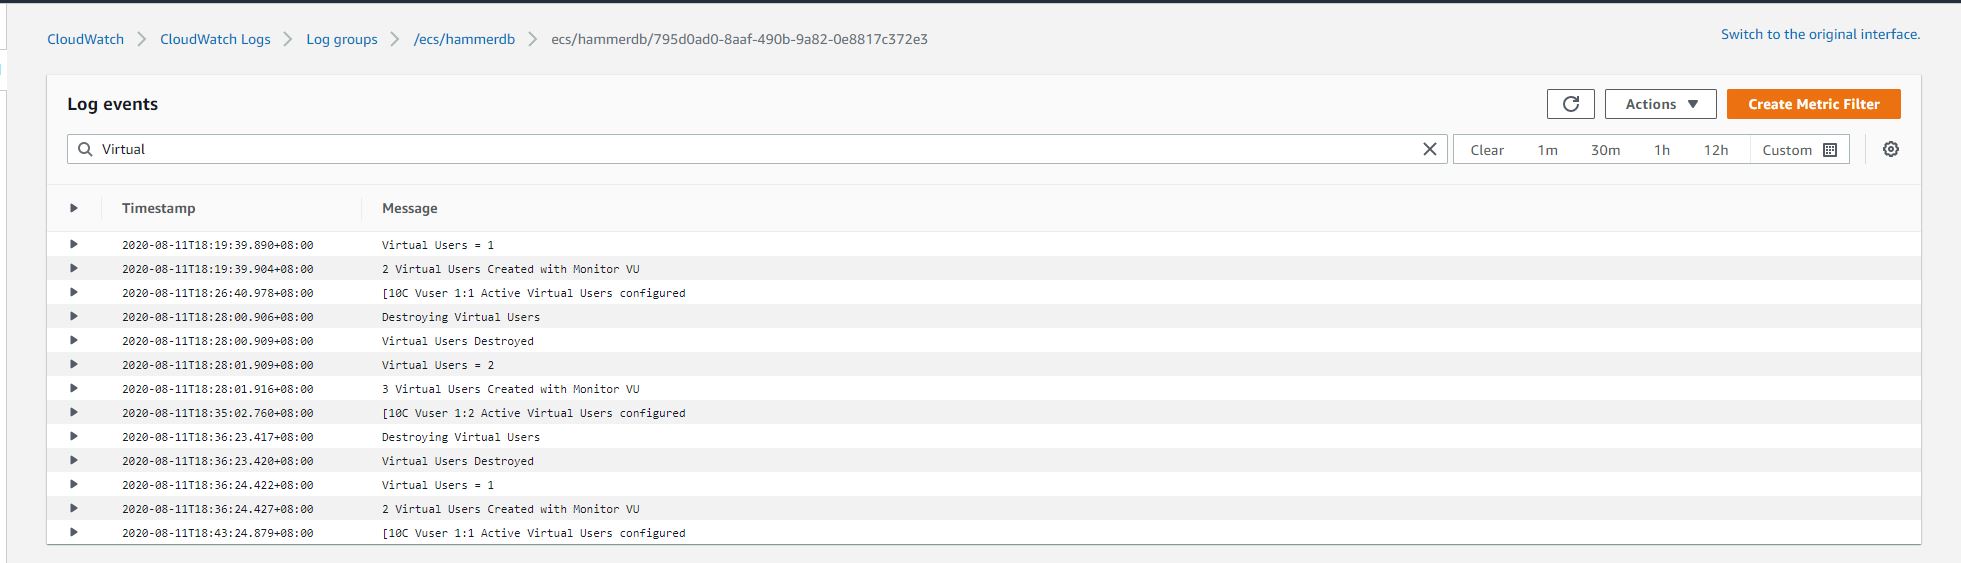 CloudWatch CloudWatch Logs Log groups /ecs/hammerdb ecs/hammerdb/795d0ad0-8aaf-490b-9a82-0e8817c372e3
Switch to the original interface.
Log events
Actions
Create Metric Filter
Virtual
Clear 1m 30m 1h 12h Custom
Timestamp Message
2020-08-11T18:19:39.890+08:00 Virtual Users = 1
2020-08-11T18:19:39.904+08:00 2 Virtual Users Created with Monitor VU
2020-08-11T18:26:40.978+08:00 [10C Vuser 1:1 Active Virtual Users configured
2020-08-11T18:28:00.906+08:00 Destroying Virtual Users
2020-08-11T18:28:00.909+08:00 Virtual Users Destroyed
2020-08-11T18:28:01.909+08:00 Virtual Users = 2
2020-08-11T18:28:01.916+08:00 3 Virtual Users Created with Monitor VU
2020-08-11T18:35:02.760+08:00 [10C Vuser 1:2 Active Virtual Users configured
2020-08-11T18:36:23.417+08:00 Destroying Virtual Users
2020-08-11T18:36:23.420+08:00 Virtual Users Destroyed
2020-08-11T18:36:24.422+08:00 Virtual Users = 1
2020-08-11T18:36:24.427+08:00 2 Virtual Users Created with Monitor VU
2020-08-11T18:43:24.879+08:00 [10C Vuser 1:1 Active Virtual Users configured